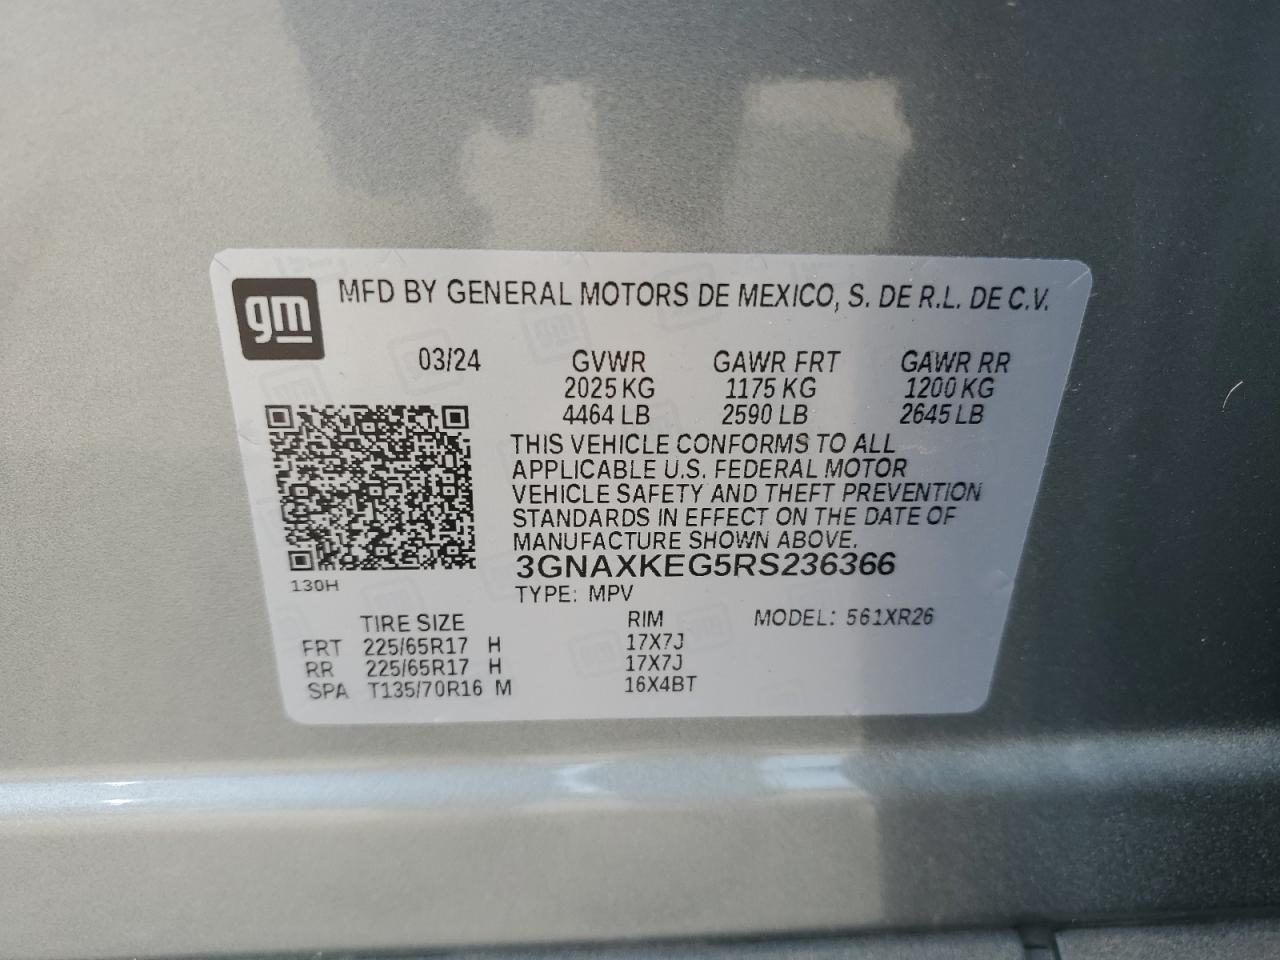 gm
MFD BY GENERAL MOTORS DE MEXICO, S. DE R.L. DE C.V.
03/24 GVWR GAWR FRT GAWR RR
2025 KG 1175 KG 1200 KG
4464 LB 2590 LB 2645 LB
THIS VEHICLE CONFORMS TO ALL
APPLICABLE U.S. FEDERAL MOTOR
VEHICLE SAFETY AND THEFT PREVENTION
STANDARDS IN EFFECT ON THE DATE OF
MANUFACTURE SHOWN ABOVE.
3GNAXKEG5RS236366
130H
TYPE: MPV
TIRE SIZE RIM MODEL: 561XR26
FRT 225/65R17 H 17X7J
RR 225/65R17 H 17X7J
SPA T135/70R16 M 16X4BT